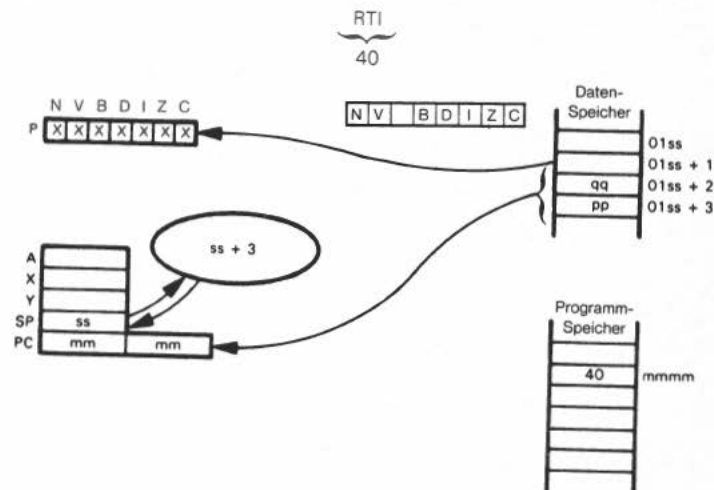 RTI
40
N V B D I Z C
P X X X X X X X
N V B D I Z C
Daten-
Speicher
01ss
01ss + 1
qq 01ss + 2
pp 01ss + 3
ss + 3
A
X
Y
SP ss
PC mm mm
Programm-
Speicher
40 mmmm